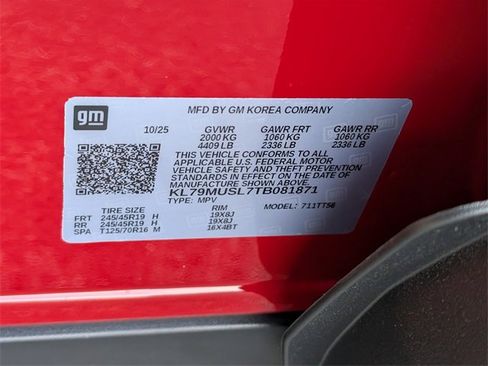 gm
MFD BY GM KOREA COMPANY
10/25 GVWR GAWR FRT GAWR RR
2000 KG 1060 KG 1060 KG
4409 LB 2336 LB 2336 LB
THIS VEHICLE CONFORMS TO ALL
APPLICABLE U.S. FEDERAL MOTOR
VEHICLE SAFETY AND THEFT PREVENTION
STANDARDS IN EFFECT ON THE DATE OF
MANUFACTURE SHOWN ABOVE.
KL79MUSL7TB081871
TYPE: MPV MODEL: 711TT56
TIRE SIZE RIM
FRT 245/45R19 H 19X8J
RR 245/45R19 H 19X8J
SPA T125/70R16 M 16X4BT